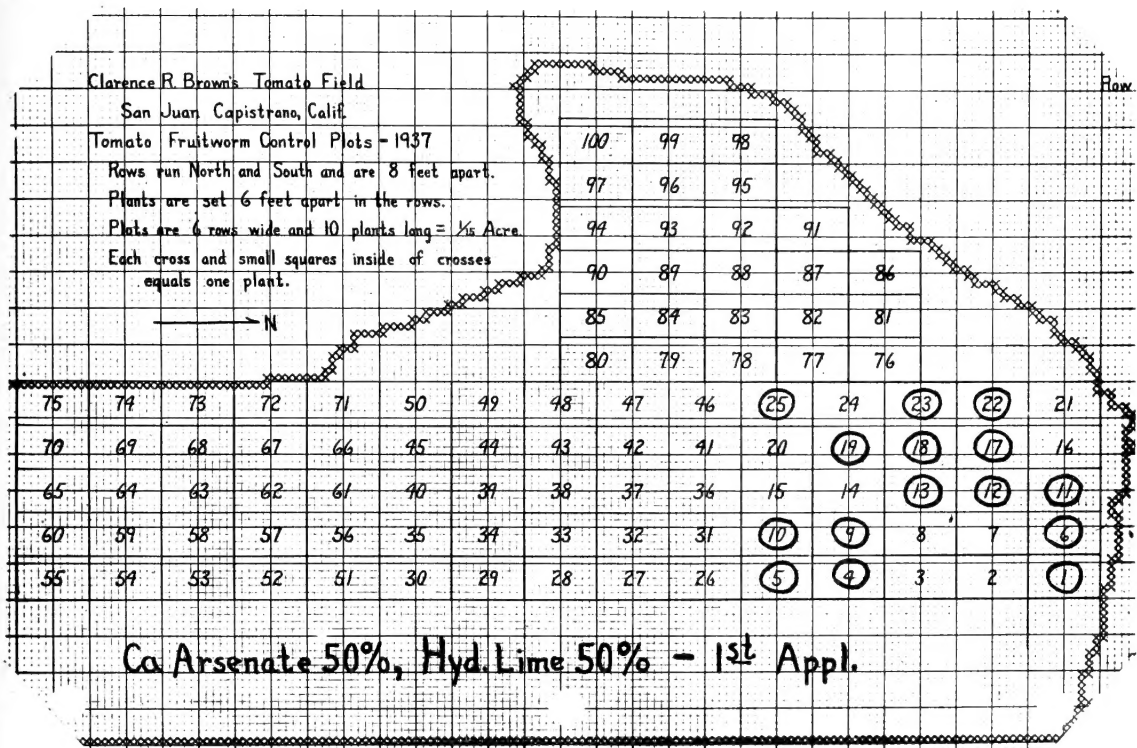 Clarence R. Brown's Tomato Field
San Juan Capistrano, Calif.
Tomato Fruitworm Control Plots - 1937
Rows run North and South and are 8 feet apart.
Plants are set 6 feet apart in the rows.
Plots are 6 rows wide and 10 plants long = 1/15 Acre.
Each cross and small squares inside of crosses
equals one plant.
N
Row
100 99 98
97 96 95
94 93 92 91
90 89 88 87 86
85 84 83 82 81
80 79 78 77 76
75 74 73 72 71 50 49 48 47 46 25 24 23 22 21
70 69 68 67 66 45 44 43 42 41 20 19 18 17 16
65 64 63 62 61 40 39 38 37 36 15 14 13 12 11
60 59 58 57 56 35 34 33 32 31 10 9 8 7 6
55 54 53 52 51 30 29 28 27 26 5 4 3 2 1
Ca Arsenate 50%, Hyd. Lime 50% - 1st Appl.